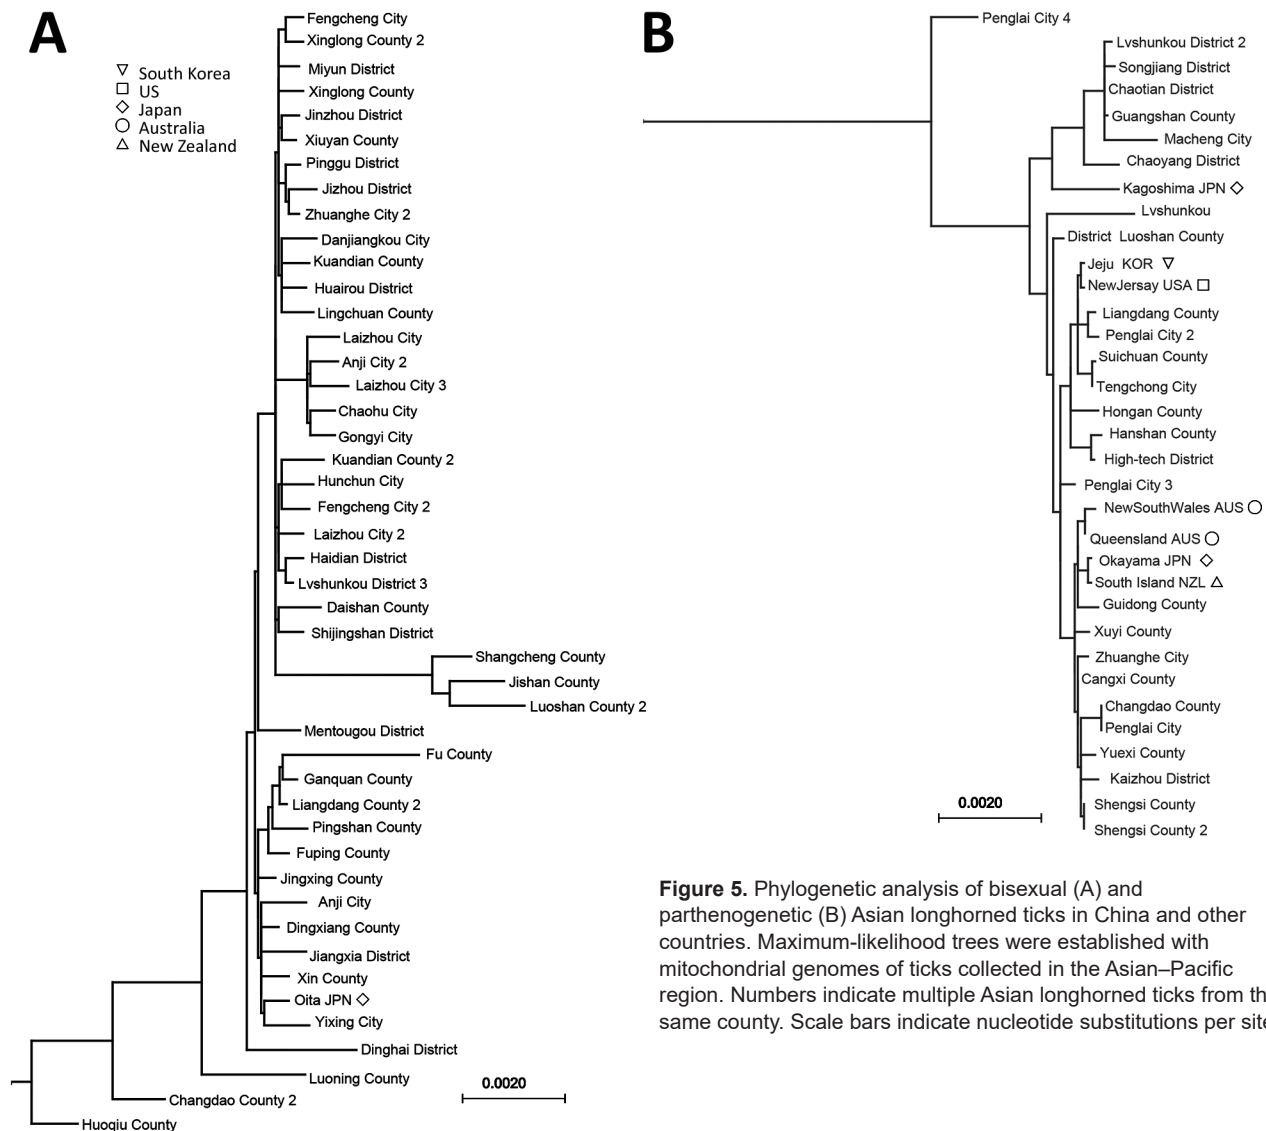 A
South Korea
US
Japan
Australia
New Zealand
Fengcheng City
Xinglong County 2
Miyun District
Xinglong County
Jinzhou District
Xiuyan County
Pinggu District
Jizhou District
Zhuanghe City 2
Danjiangkou City
Kuandian County
Huairou District
Lingchuan County
Laizhou City
Anji City 2
Laizhou City 3
Chaohu City
Gongyi City
Kuandian County 2
Hunchun City
Fengcheng City 2
Laizhou City 2
Haidian District
Lvshunkou District 3
Daishan County
Shijingshan District
Shangcheng County
Jishan County
Luoshan County 2
Mentougou District
Fu County
Ganquan County
Liangdang County 2
Pingshan County
Fuping County
Jingxing County
Anji City
Dingxiang County
Jiangxia District
Xin County
Oita JPN
Yixing City
Dinghai District
Luoning County
Changdao County 2
Huoqiu County
0.0020
B
Penglai City 4
Lvshunkou District 2
Songjiang District
Chaotian District
Guangshan County
Macheng City
Chaoyang District
Kagoshima JPN
Lvshunkou
District Luoshan County
Jeju KOR
NewJersay USA
Liangdang County
Penglai City 2
Suichuan County
Tengchong City
Hongan County
Hanshan County
High-tech District
Penglai City 3
NewSouthWales AUS
Queensland AUS
Okayama JPN
South Island NZL
Guidong County
Xuyi County
Zhuanghe City
Cangxi County
Changdao County
Penglai City
Yuexi County
Kaizhou District
Shengsi County
Shengsi County 2
0.0020
Figure 5. Phylogenetic analysis of bisexual (A) and
parthenogenetic (B) Asian longhorned ticks in China and other
countries. Maximum-likelihood trees were established with
mitochondrial genomes of ticks collected in the Asian–Pacific
region. Numbers indicate multiple Asian longhorned ticks from th
same county. Scale bars indicate nucleotide substitutions per site